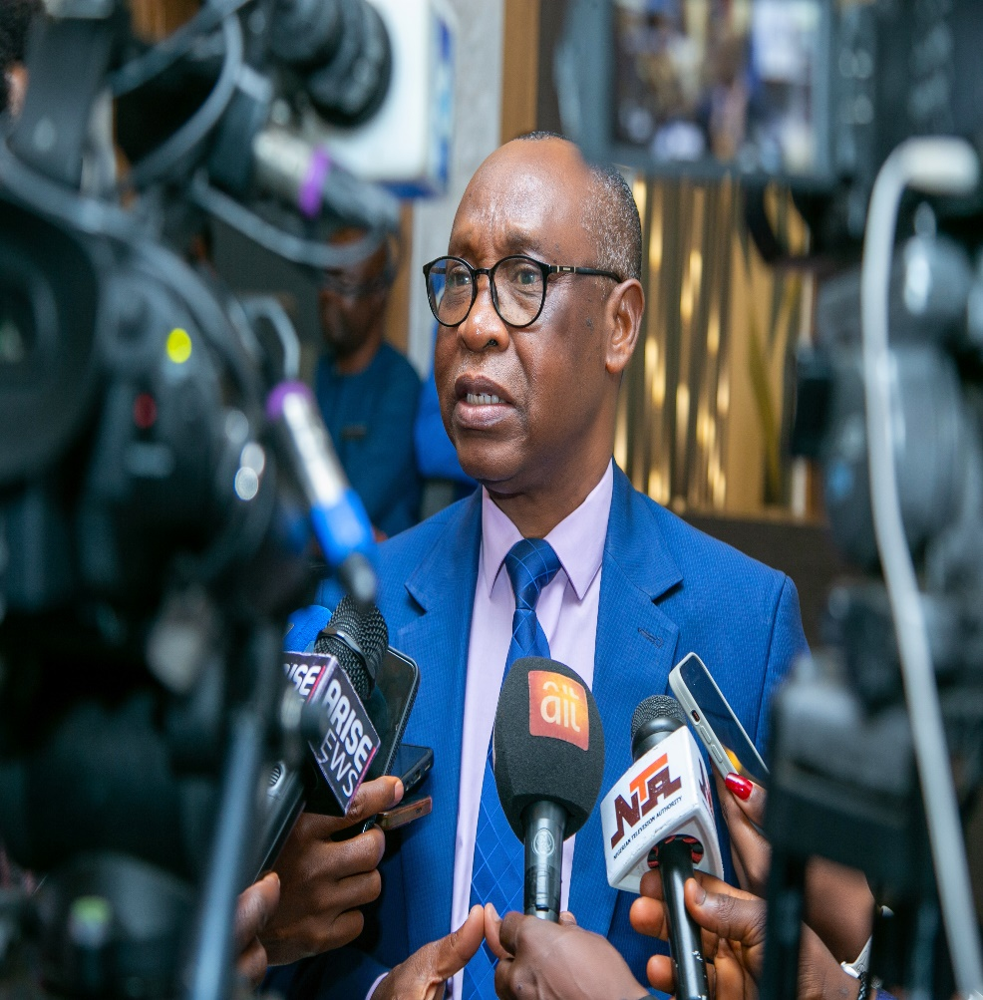 ARISE
NEWS
ait
NTA
NIGERIAN TELEVISION AUTHORITY